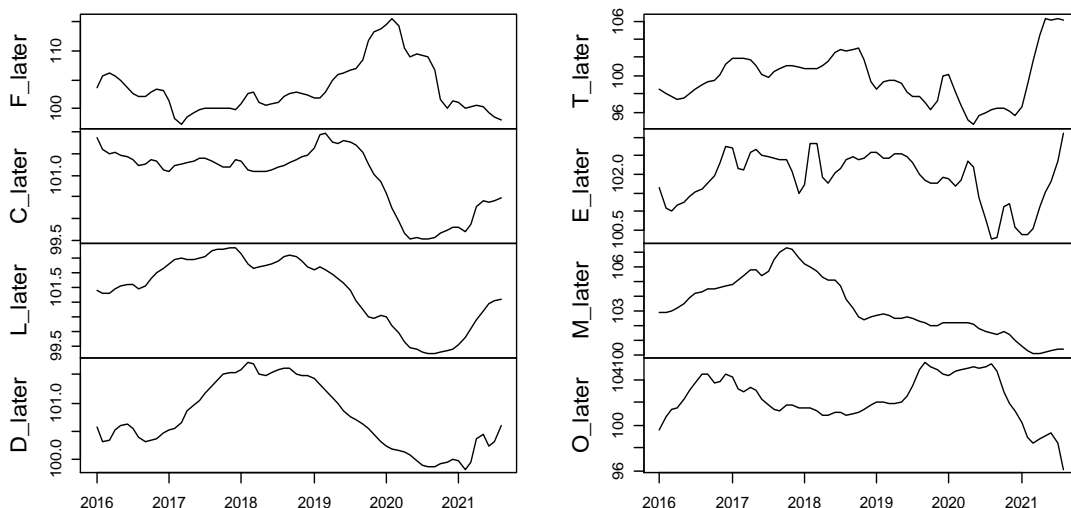 F_later
100 110
C_later
99.5 101.0
L_later
99.5 101.5
D_later
100.0 101.0
2016 2017 2018 2019 2020 2021
T_later
96 100 106
E_later
100.5 102.0
M_later
100 103 106
O_later
96 100 104
2016 2017 2018 2019 2020 2021